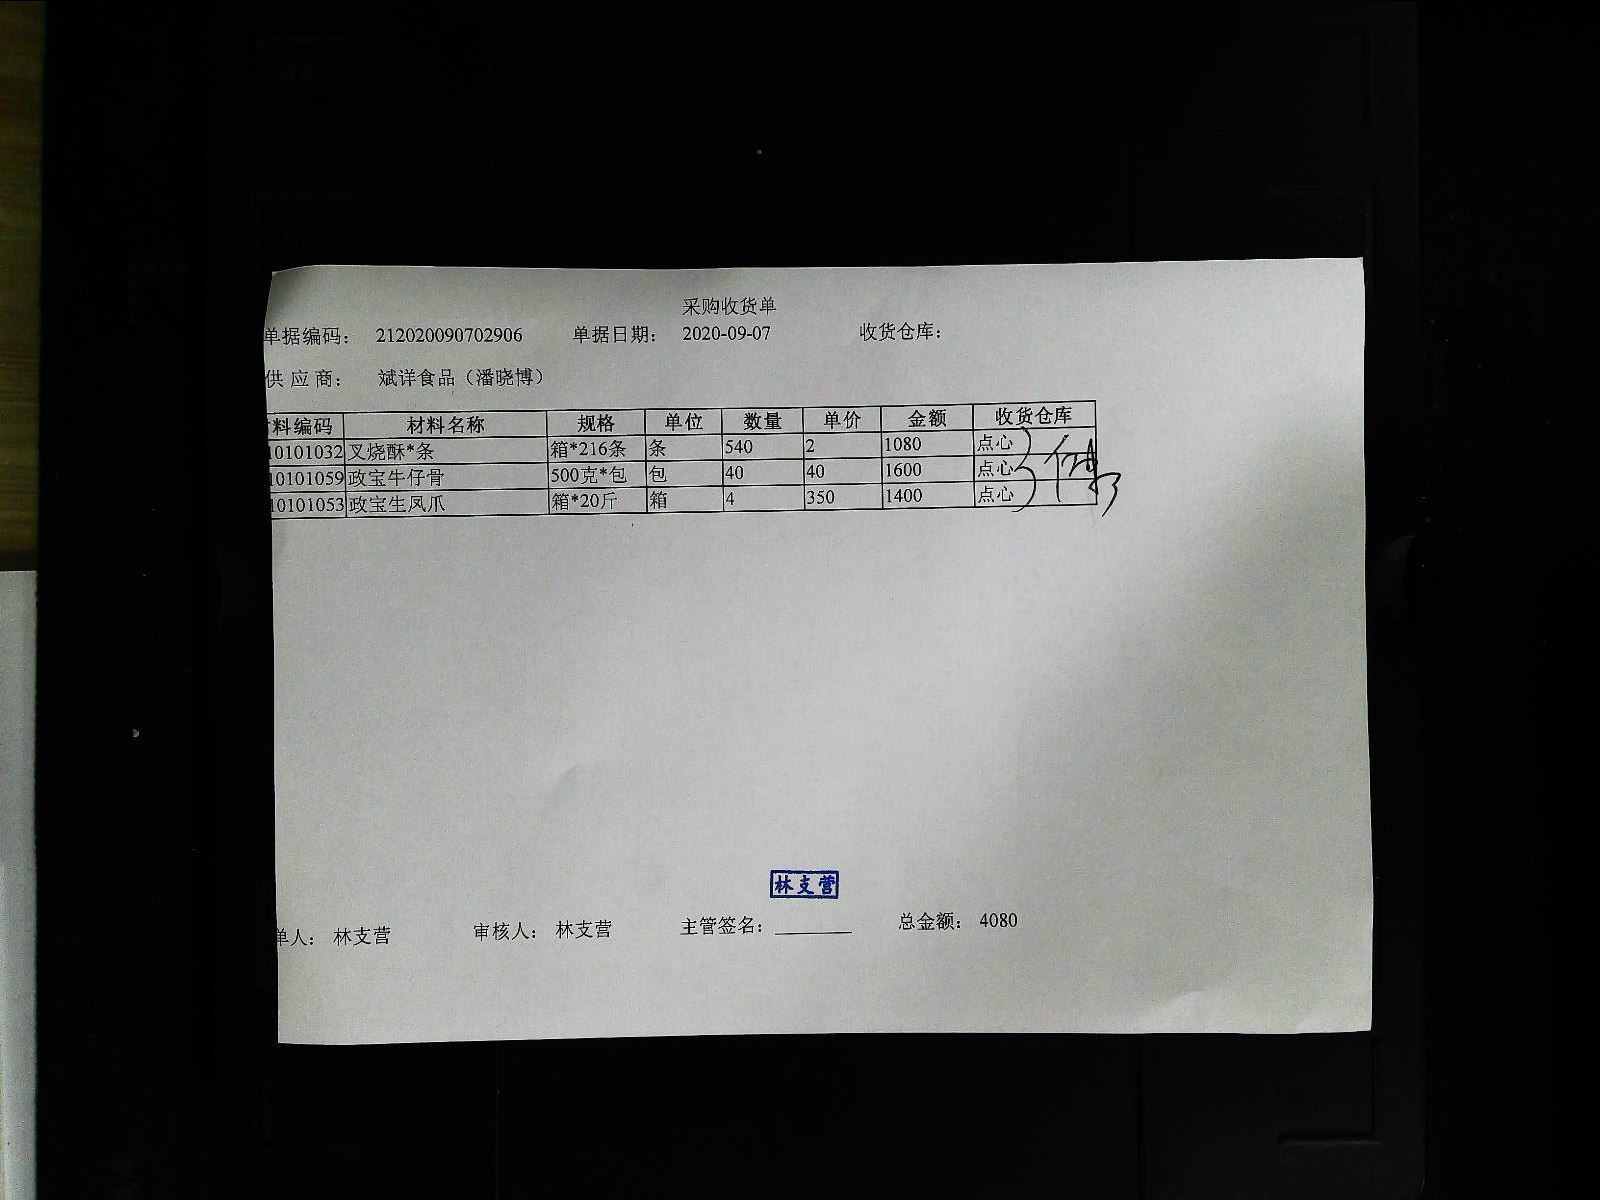 采购收货单
单据编码: 212020090702906 单据日期: 2020-09-07 收货仓库:
供应商: 斌详食品（潘晓博）
料编码 材料名称 规格 单位 数量 单价 金额 收货仓库
10101032 叉烧酥*条 箱*216条 条 540 2 1080 点心
10101059 政宝牛仔骨 500克*包 包 40 40 1600 点心
10101053 政宝生凤爪 箱*20斤 箱 4 350 1400 点心
林支营
单人: 林支营 审核人: 林支营 主管签名: 总金额: 4080